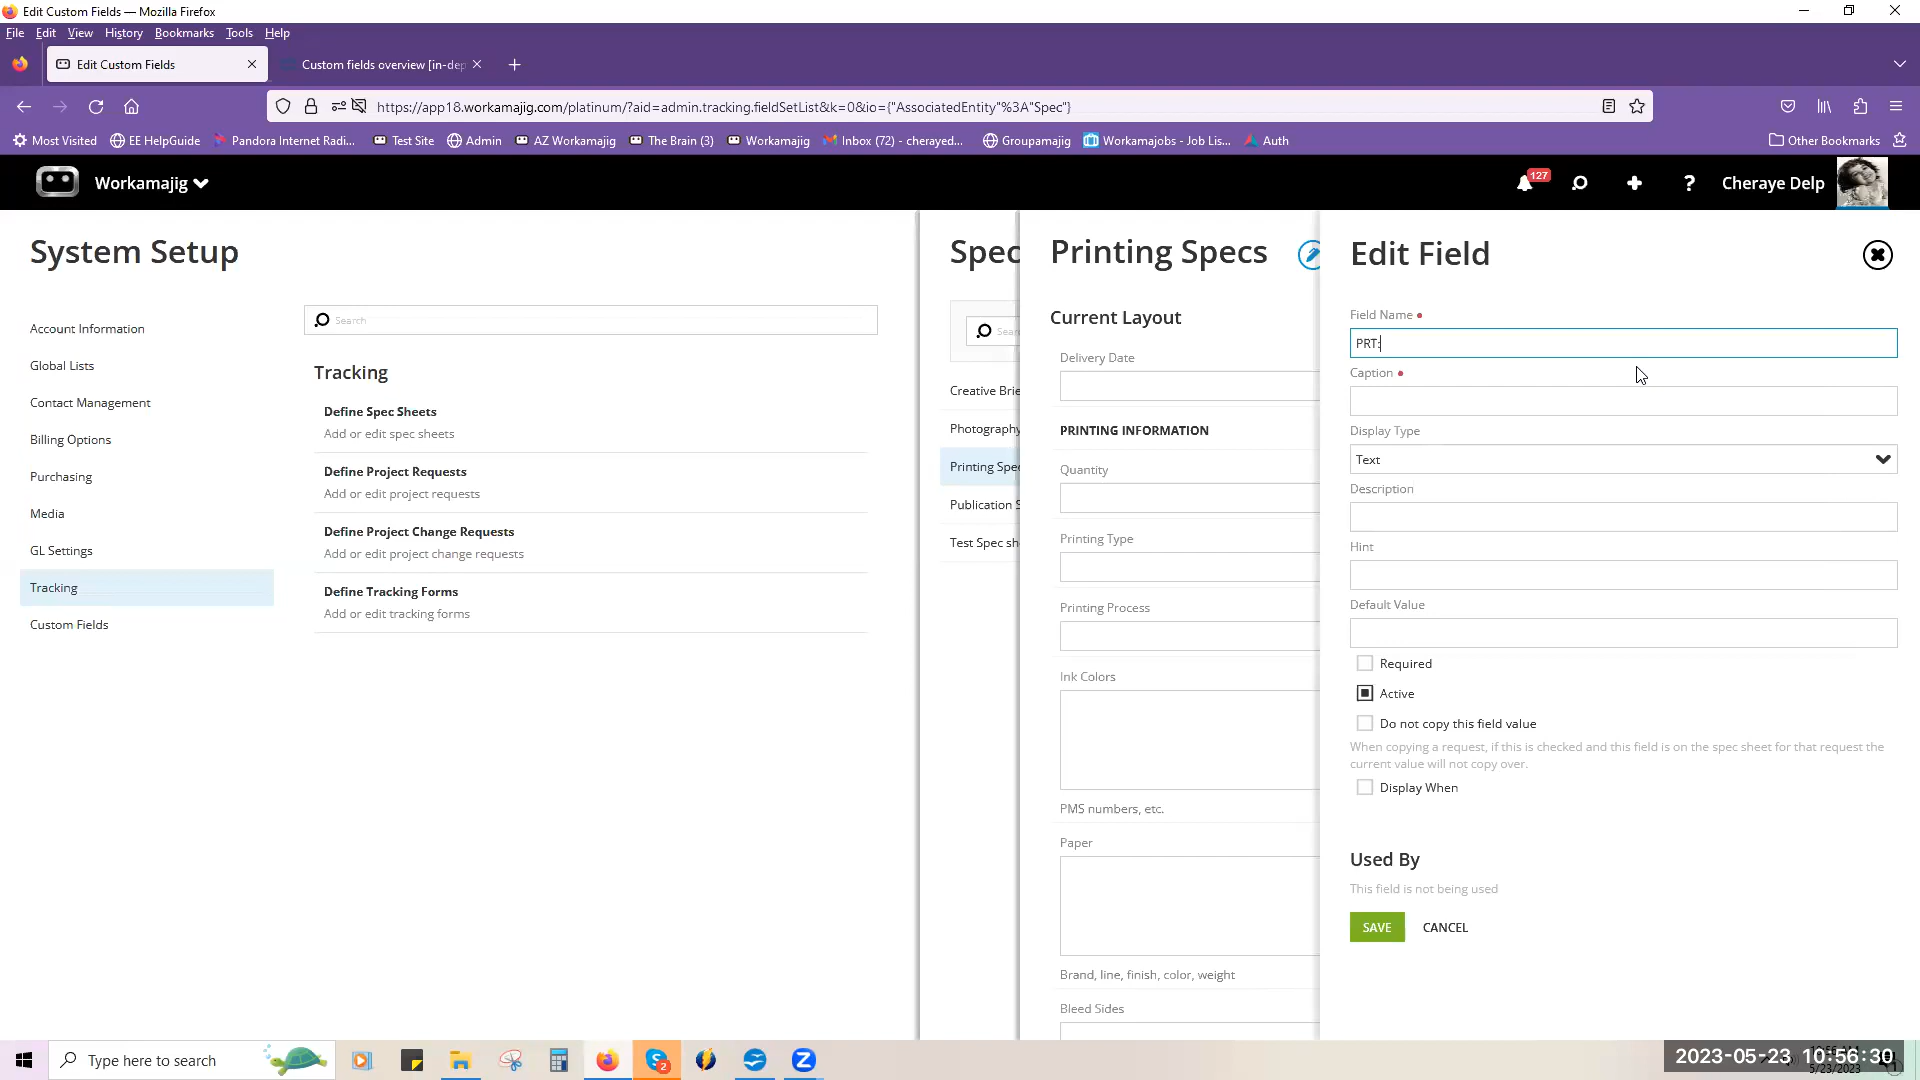 Edit Custom Fields — Mozilla Firefox
File Edit View History Bookmarks Tools Help
Edit Custom Fields
Custom fields overview [in-dep
https://app18.workamajig.com/platinum/?aid=admin.tracking.fieldSetList&k=0&io={"AssociatedEntity"%3A"Spec"}
Most Visited EE HelpGuide Pandora Internet Radi... Test Site Admin AZ Workamajig The Brain (3) Workamajig Inbox (72) - cherayed... Groupamajig Workamajobs - Job Lis... Auth Other Bookmarks
Workamajig
127
Cheraye Delp
System Setup
Account Information
Global Lists
Contact Management
Billing Options
Purchasing
Media
GL Settings
Tracking
Custom Fields
Search
Tracking
Define Spec Sheets
Add or edit spec sheets
Define Project Requests
Add or edit project requests
Define Project Change Requests
Add or edit project change requests
Define Tracking Forms
Add or edit tracking forms
Spec
Sear
Creative Brie
Photography
Printing Spec
Publication S
Test Spec sh
Printing Specs
Current Layout
Delivery Date
PRINTING INFORMATION
Quantity
Printing Type
Printing Process
Ink Colors
PMS numbers, etc.
Paper
Brand, line, finish, color, weight
Bleed Sides
Edit Field
Field Name
PRT:
Caption
Display Type
Text
Description
Hint
Default Value
Required
Active
Do not copy this field value
When copying a request, if this is checked and this field is on the spec sheet for that request the
current value will not copy over.
Display When
Used By
This field is not being used
SAVE CANCEL
Type here to search
2
2023-05-23 10:56:30
5/23/2023